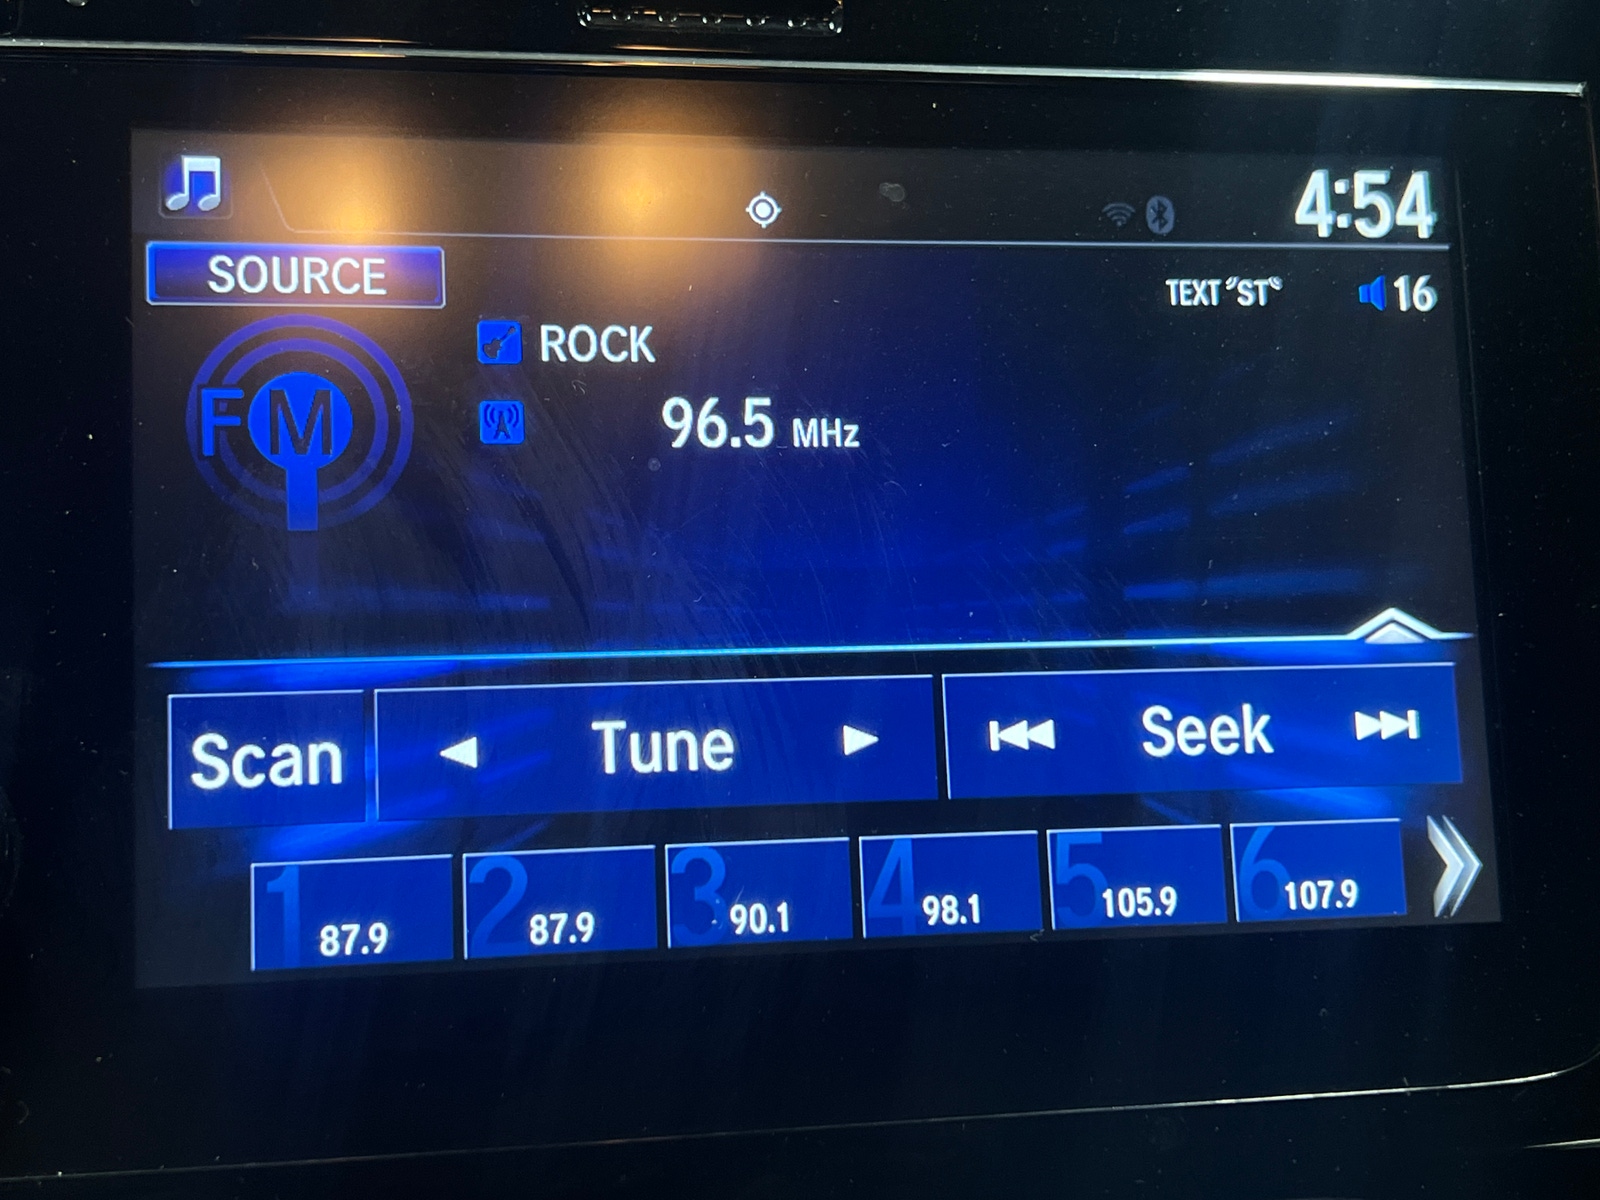 4:54
SOURCE
TEXT "ST"
16
FM
ROCK
96.5 MHz
Scan
Tune
Seek
1 87.9
2 87.9
3 90.1
4 98.1
5 105.9
6 107.9